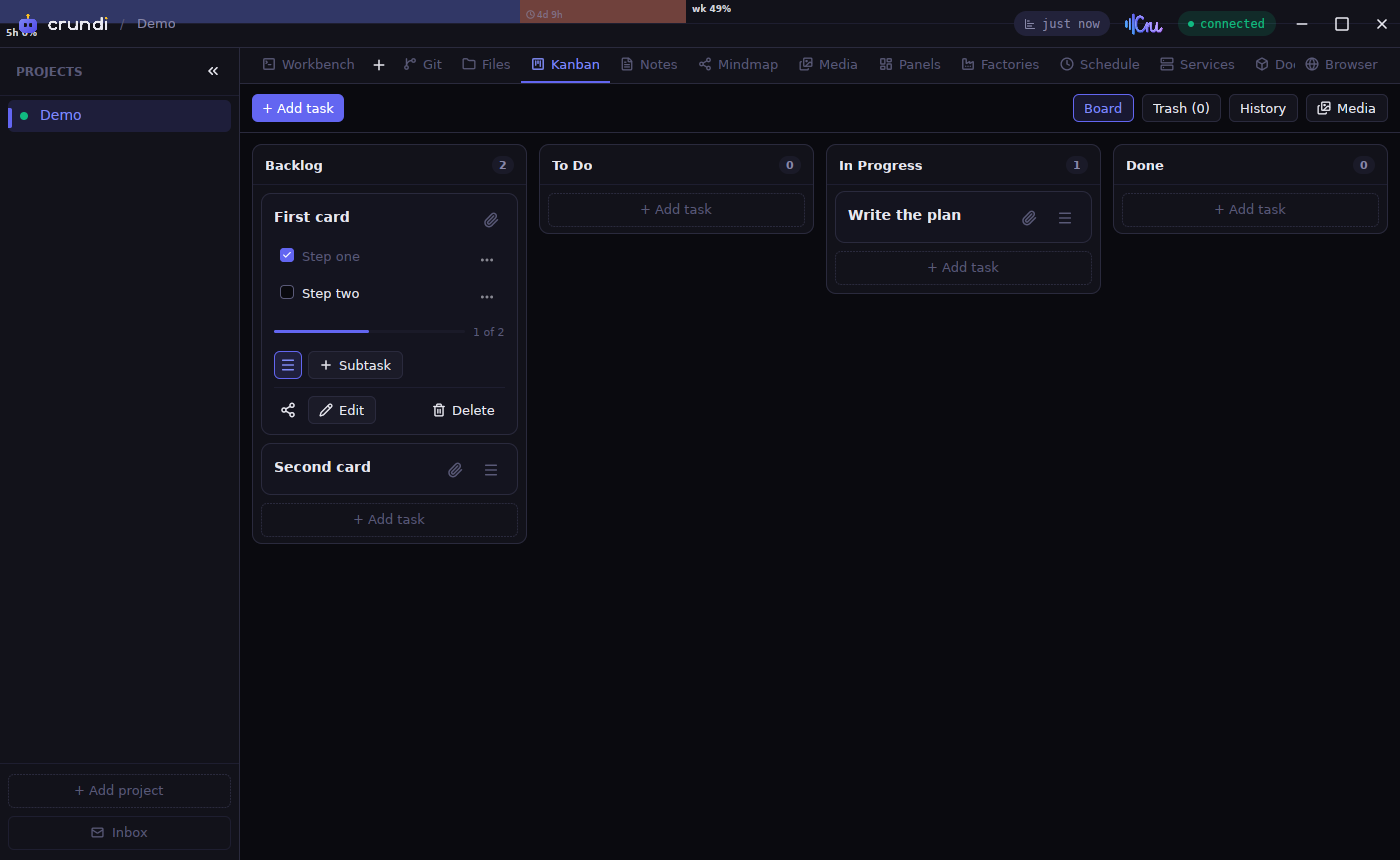 4d 9h
wk 49%
crundi / Demo
just now
Cru
connected
PROJECTS
Demo
+ Add project
Inbox
Workbench
Git
Files
Kanban
Notes
Mindmap
Media
Panels
Factories
Schedule
Services
Browser
+ Add task
Board
Trash (0)
History
Media
Backlog 2
First card
Step one
Step two
1 of 2
Subtask
Edit
Delete
Second card
+ Add task
To Do 0
+ Add task
In Progress 1
Write the plan
+ Add task
Done 0
+ Add task